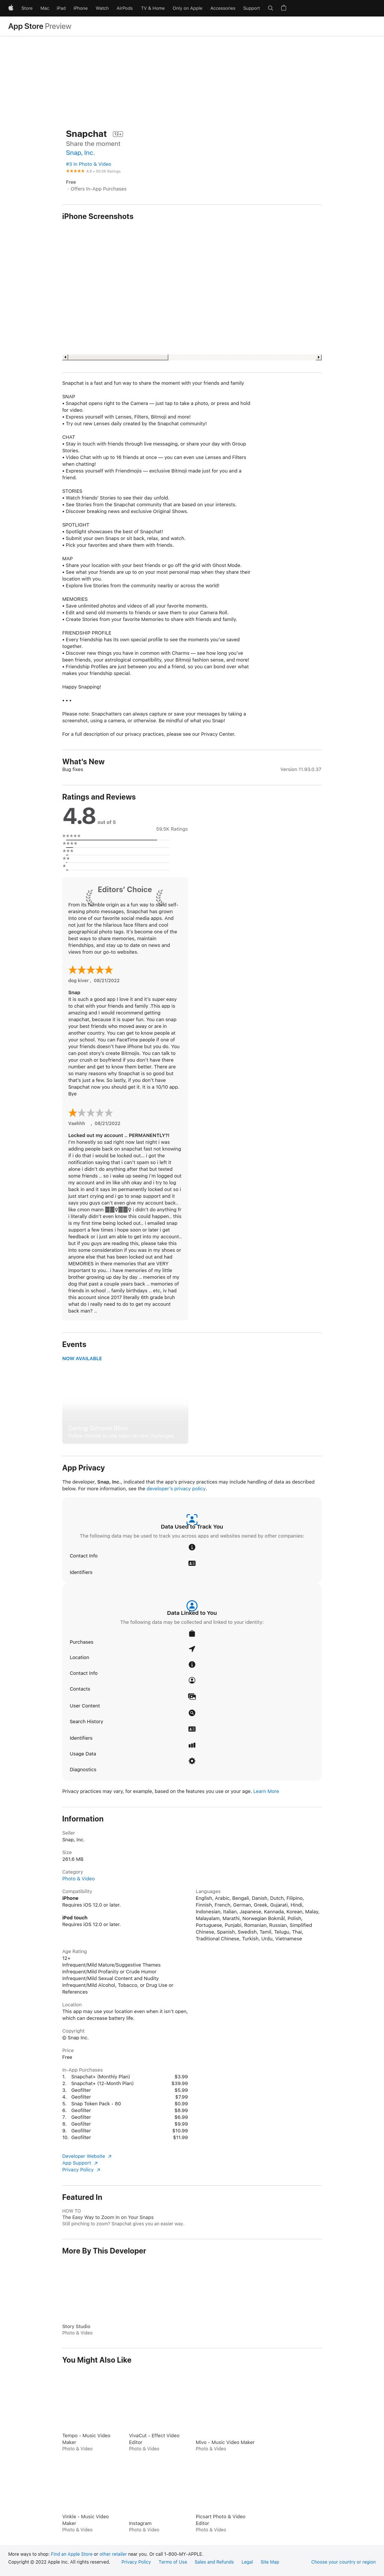 Store Mac iPad iPhone Watch AirPods TV & Home Only on Apple Accessories Support
App Store Preview
Snapchat 12+
Share the moment
Snap, Inc.
#3 in Photo & Video
Free
Offers In-App Purchases
iPhone Screenshots
Snapchat is a fast and fun way to share the moment with your friends and family
SNAP
• Snapchat opens right to the Camera — just tap to take a photo, or press and hold
for video.
• Express yourself with Lenses, Filters, Bitmoji and more!
• Try out new Lenses daily created by the Snapchat community!
CHAT
• Stay in touch with friends through live messaging, or share your day with Group
Stories.
• Video Chat with up to 16 friends at once — you can even use Lenses and Filters
when chatting!
• Express yourself with Friendmojis — exclusive Bitmoji made just for you and a
friend.
STORIES
• Watch friends' Stories to see their day unfold.
• See Stories from the Snapchat community that are based on your interests.
• Discover breaking news and exclusive Original Shows.
SPOTLIGHT
• Spotlight showcases the best of Snapchat!
• Submit your own Snaps or sit back, relax, and watch.
• Pick your favorites and share them with friends.
MAP
• Share your location with your best friends or go off the grid with Ghost Mode.
• See what your friends are up to on your most personal map when they share their
location with you.
• Explore live Stories from the community nearby or across the world!
MEMORIES
• Save unlimited photos and videos of all your favorite moments.
• Edit and send old moments to friends or save them to your Camera Roll.
• Create Stories from your favorite Memories to share with friends and family.
FRIENDSHIP PROFILE
• Every friendship has its own special profile to see the moments you've saved
together.
• Discover new things you have in common with Charms — see how long you've
been friends, your astrological compatibility, your Bitmoji fashion sense, and more!
• Friendship Profiles are just between you and a friend, so you can bond over what
makes your friendship special.
Happy Snapping!
• • •
Please note: Snapchatters can always capture or save your messages by taking a
screenshot, using a camera, or otherwise. Be mindful of what you Snap!
For a full description of our privacy practices, please see our Privacy Center.
What's New
Bug fixes
Version 11.93.0.37
Ratings and Reviews
4.8 out of 5
59.5K Ratings
Editors' Choice
From its humble origin as a fun way to send self-
erasing photo messages, Snapchat has grown
into one of our favorite social media apps. And
not just for the hilarious face filters and cool
geographical photo tags. It's become one of the
best ways to share memories, maintain
friendships, and stay up to date on news and
views from our go-to websites.
dog kiver , 08/21/2022
Snap
It is such a good app I love it and it's super easy
to chat with your friends and family .This app is
amazing and I would recommend getting
snapchat, because it is super fun. You can snap
your best friends who moved away or are in
another country. You can get to know people at
your school. You can FaceTime people if one of
your friends doesn't have iPhone but you do. You
can post story's create Bitmojis. You can talk to
your crush or boyfriend if you don't have there
number and get to know them better. There are
so many reasons why Snapchat is so good but
that's just a few. So lastly, if you don't have
Snapchat now you should get it. It is a 10/10 app.
Bye
Vaehhh , 08/21/2022
Locked out my account .. PERMANENTLY?!
I'm honestly so sad right now last night i was
adding people back on snapchat fast not knowing
if i do that i would be locked out.. i got the
notification saying that i can't spam so i left it
alone i didn't do anything after that but texted
some friends .. so i wake up seeing i'm logged out
my account and im like uhh okay and i try to log
back in and it says im permanently locked out so i
just start crying and i go to snap support and it
says you guys can't even give my account back..
like cmon mann i didn't do anything fr
i literally didn't even know this could happen.. this
is my first time being locked out.. i emailed snap
support a few times i hope soon or later i get
feedback or i just am able to get into my account..
but if you guys are reading this, please take this
into some consideration if you was in my shoes or
anyone else that has been locked out and had
MEMORIES in there memories that are VERY
important to you.. i have memories of my little
brother growing up day by day .. memories of my
dog that past a couple years back .. memories of
friends in school .. family birthdays .. etc, iv had
this account since 2017 literally 6th grade bruh
what do i really need to do to get my account
back man? ..
Events
NOW AVAILABLE
App Privacy
The developer, Snap, Inc., indicated that the app's privacy practices may include handling of data as described
below. For more information, see the developer's privacy policy.
Data Used to Track You
The following data may be used to track you across apps and websites owned by other companies:
Contact Info
Identifiers
Data Linked to You
The following data may be collected and linked to your identity:
Purchases
Location
Contact Info
Contacts
User Content
Search History
Identifiers
Usage Data
Diagnostics
Privacy practices may vary, for example, based on the features you use or your age. Learn More
Information
Seller
Snap, Inc.
Size
261.6 MB
Category
Photo & Video
Compatibility
iPhone
Requires iOS 12.0 or later.
iPod touch
Requires iOS 12.0 or later.
Languages
English, Arabic, Bengali, Danish, Dutch, Filipino,
Finnish, French, German, Greek, Gujarati, Hindi,
Indonesian, Italian, Japanese, Kannada, Korean, Malay,
Malayalam, Marathi, Norwegian Bokmål, Polish,
Portuguese, Punjabi, Romanian, Russian, Simplified
Chinese, Spanish, Swedish, Tamil, Telugu, Thai,
Traditional Chinese, Turkish, Urdu, Vietnamese
Age Rating
12+
Infrequent/Mild Mature/Suggestive Themes
Infrequent/Mild Profanity or Crude Humor
Infrequent/Mild Sexual Content and Nudity
Infrequent/Mild Alcohol, Tobacco, or Drug Use or
References
Location
This app may use your location even when it isn't open,
which can decrease battery life.
Copyright
© Snap Inc.
Price
Free
In-App Purchases
1. Snapchat+ (Monthly Plan) $3.99
2. Snapchat+ (12-Month Plan) $39.99
3. Geofilter $5.99
4. Geofilter $7.99
5. Snap Token Pack - 80 $0.99
6. Geofilter $8.99
7. Geofilter $6.99
8. Geofilter $9.99
9. Geofilter $10.99
10. Geofilter $11.99
Developer Website
App Support
Privacy Policy
Featured In
HOW TO
The Easy Way to Zoom In on Your Snaps
Still pinching to zoom? Snapchat gives you an easier way.
More By This Developer
Story Studio
Photo & Video
You Might Also Like
Tempo - Music Video
Maker
Photo & Video
VivaCut - Effect Video
Editor
Photo & Video
Mivo - Music Video Maker
Photo & Video
Vinkle - Music Video
Maker
Photo & Video
Instagram
Photo & Video
Picsart Photo & Video
Editor
Photo & Video
More ways to shop: Find an Apple Store or other retailer near you. Or call 1-800-MY-APPLE.
Copyright © 2022 Apple Inc. All rights reserved. Privacy Policy Terms of Use Sales and Refunds Legal Site Map Choose your country or region